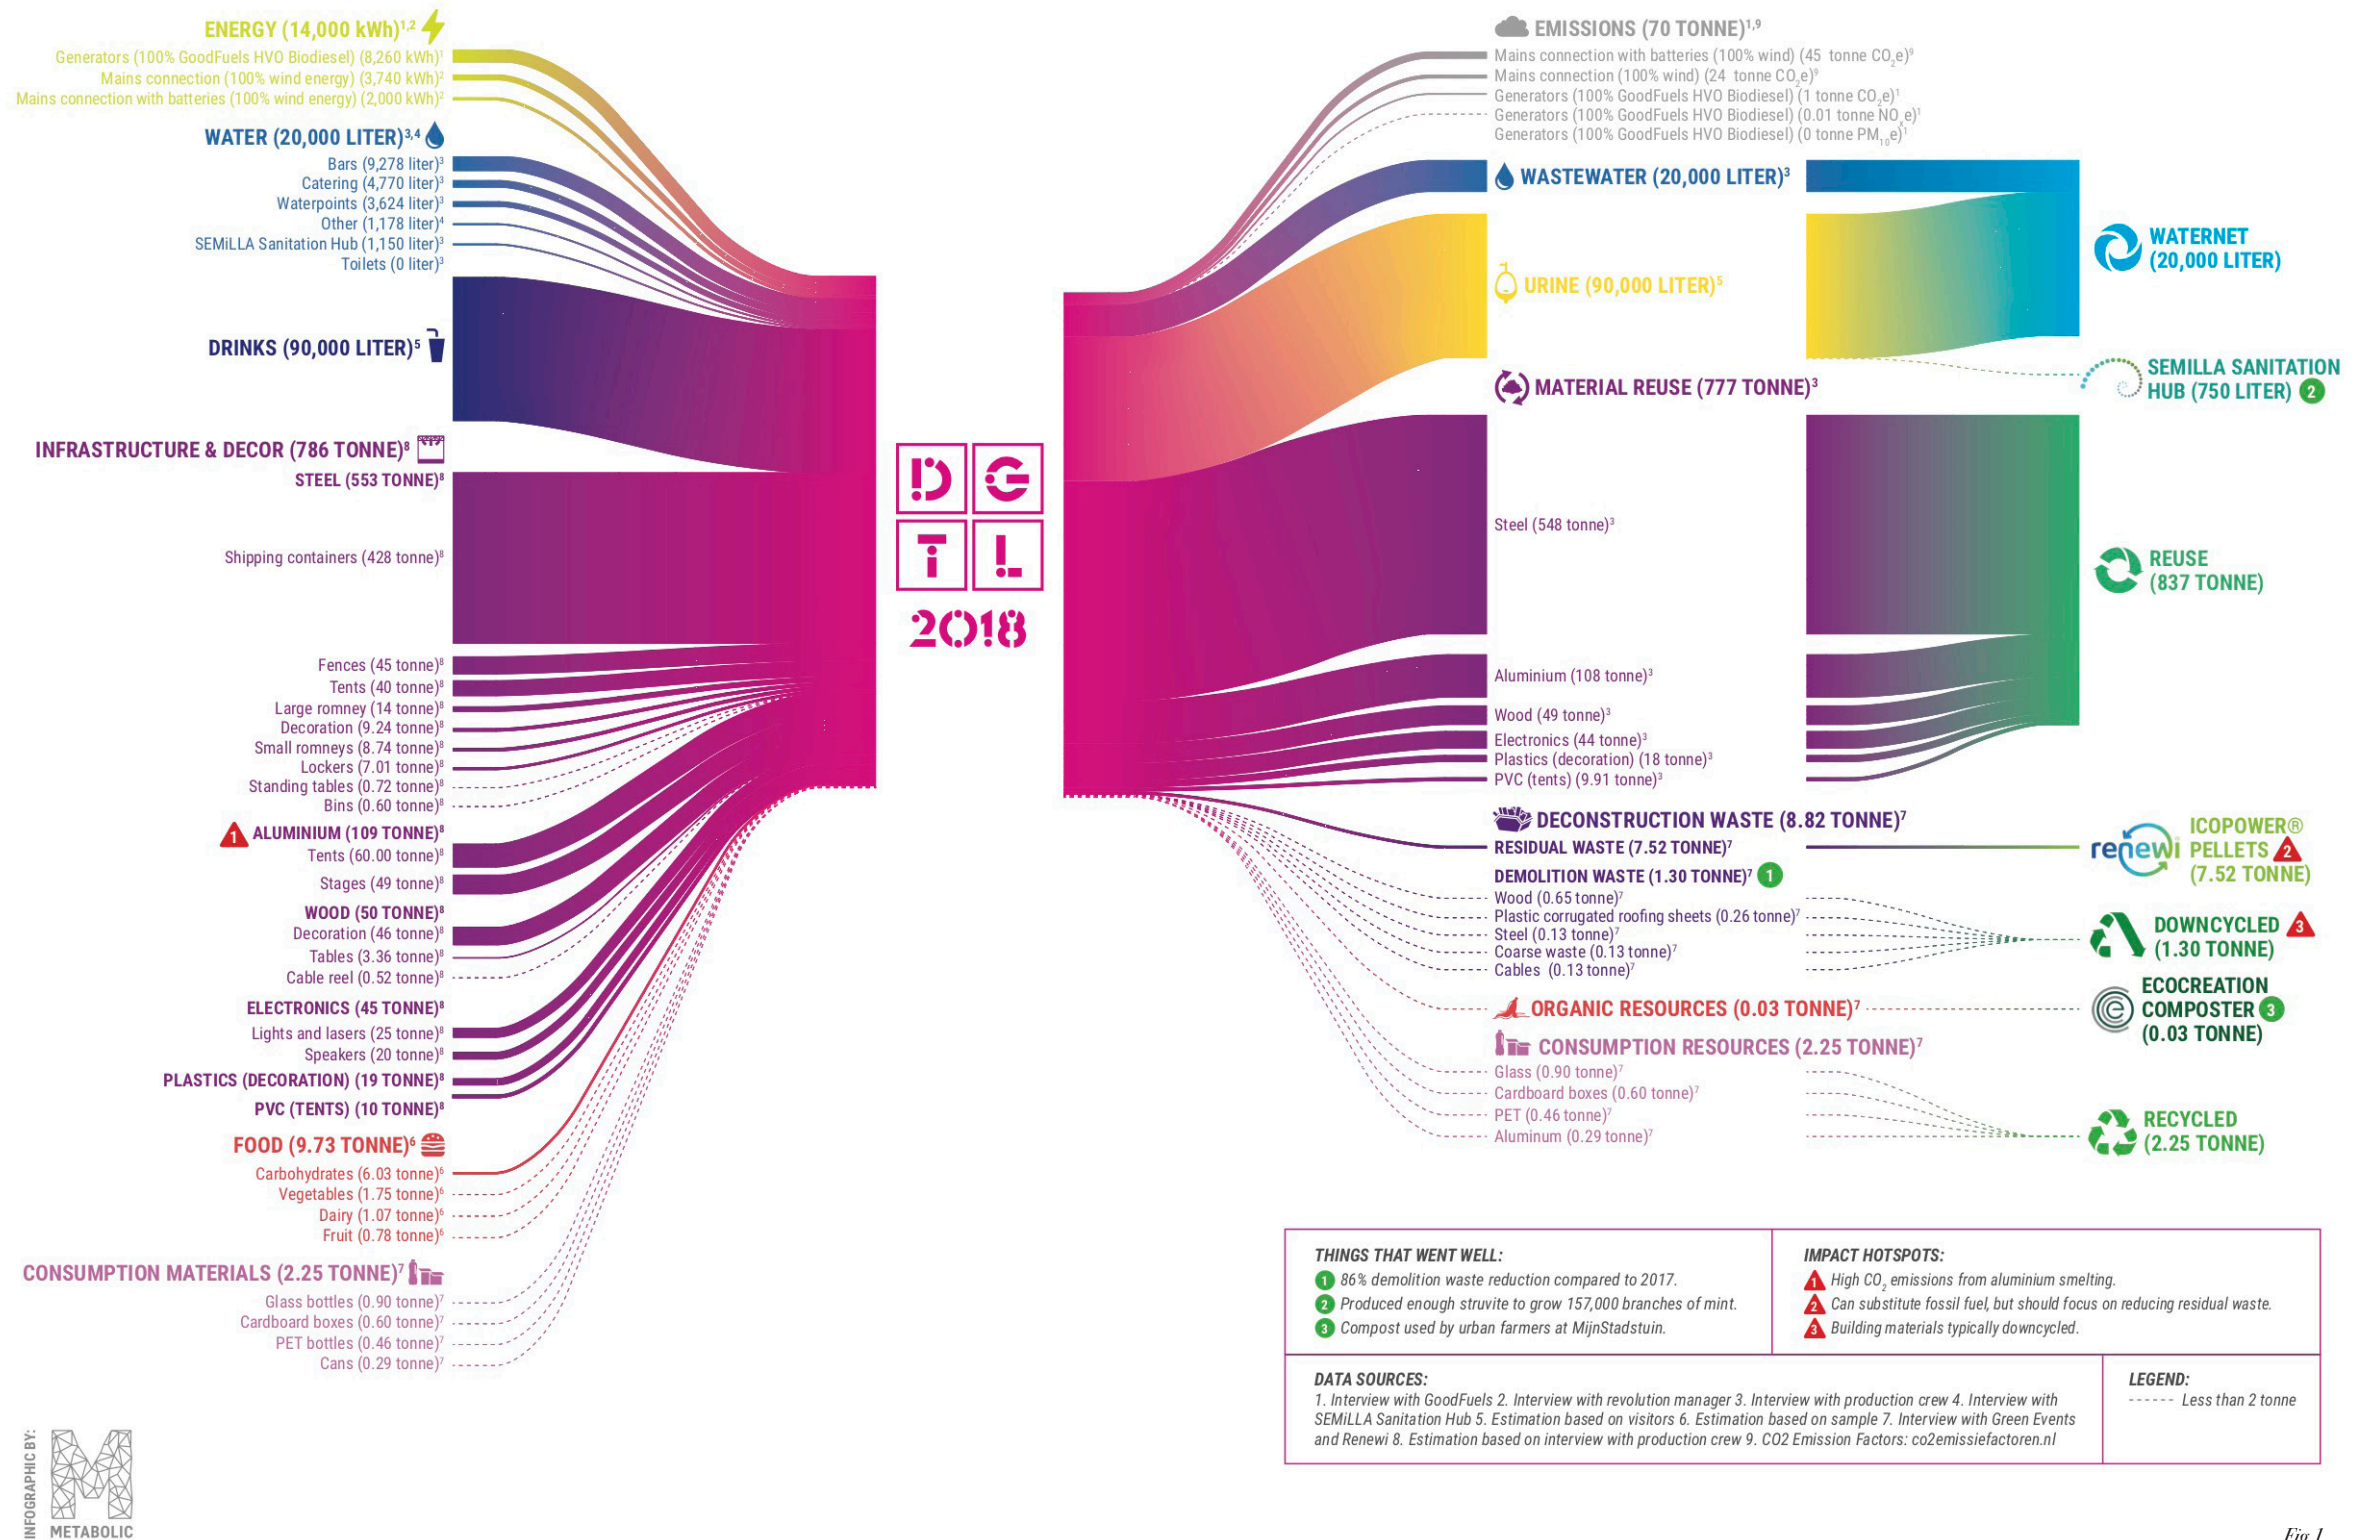 ENERGY (14,000 kWh)1,2
Generators (100% GoodFuels HVO Biodiesel) (8,260 kWh)1
Mains connection (100% wind energy) (3,740 kWh)2
Mains connection with batteries (100% wind energy) (2,000 kWh)2
WATER (20,000 LITER)3,4
Bars (9,278 liter)3
Catering (4,770 liter)3
Waterpoints (3,624 liter)3
Other (1,178 liter)4
SEMiLLA Sanitation Hub (1,150 liter)3
Toilets (0 liter)3
DRINKS (90,000 LITER)5
INFRASTRUCTURE & DECOR (786 TONNE)8
STEEL (553 TONNE)8
Shipping containers (428 tonne)8
Fences (45 tonne)8
Tents (40 tonne)8
Large romney (14 tonne)8
Decoration (9.24 tonne)8
Small romneys (8.74 tonne)8
Lockers (7.01 tonne)8
Standing tables (0.72 tonne)8
Bins (0.60 tonne)8
1 ALUMINIUM (109 TONNE)8
Tents (60.00 tonne)8
Stages (49 tonne)8
WOOD (50 TONNE)8
Decoration (46 tonne)8
Tables (3.36 tonne)8
Cable reel (0.52 tonne)8
ELECTRONICS (45 TONNE)8
Lights and lasers (25 tonne)8
Speakers (20 tonne)8
PLASTICS (DECORATION) (19 TONNE)8
PVC (TENTS) (10 TONNE)8
FOOD (9.73 TONNE)6
Carbohydrates (6.03 tonne)6
Vegetables (1.75 tonne)6
Dairy (1.07 tonne)6
Fruit (0.78 tonne)6
CONSUMPTION MATERIALS (2.25 TONNE)7
Glass bottles (0.90 tonne)7
Cardboard boxes (0.60 tonne)7
PET bottles (0.46 tonne)7
Cans (0.29 tonne)7
DG
TL
2018
EMISSIONS (70 TONNE)1,9
Mains connection with batteries (100% wind) (45 tonne CO2e)9
Mains connection (100% wind) (24 tonne CO2e)9
Generators (100% GoodFuels HVO Biodiesel) (1 tonne CO2e)1
Generators (100% GoodFuels HVO Biodiesel) (0.01 tonne NOxe)1
Generators (100% GoodFuels HVO Biodiesel) (0 tonne PM10e)1
WASTEWATER (20,000 LITER)3
URINE (90,000 LITER)5
MATERIAL REUSE (777 TONNE)3
Steel (548 tonne)3
Aluminium (108 tonne)3
Wood (49 tonne)3
Electronics (44 tonne)3
Plastics (decoration) (18 tonne)3
PVC (tents) (9.91 tonne)3
DECONSTRUCTION WASTE (8.82 TONNE)7
RESIDUAL WASTE (7.52 TONNE)7
DEMOLITION WASTE (1.30 TONNE)7 1
Wood (0.65 tonne)7
Plastic corrugated roofing sheets (0.26 tonne)7
Steel (0.13 tonne)7
Coarse waste (0.13 tonne)7
Cables (0.13 tonne)7
ORGANIC RESOURCES (0.03 TONNE)7
CONSUMPTION RESOURCES (2.25 TONNE)7
Glass (0.90 tonne)7
Cardboard boxes (0.60 tonne)7
PET (0.46 tonne)7
Aluminum (0.29 tonne)7
WATERNET
(20,000 LITER)
SEMILLA SANITATION
HUB (750 LITER) 2
REUSE
(837 TONNE)
renewi
ICOPOWER®
PELLETS 2
(7.52 TONNE)
DOWNCYCLED 3
(1.30 TONNE)
ECOCREATION
COMPOSTER 3
(0.03 TONNE)
RECYCLED
(2.25 TONNE)
THINGS THAT WENT WELL:
1 86% demolition waste reduction compared to 2017.
2 Produced enough struvite to grow 157,000 branches of mint.
3 Compost used by urban farmers at MijnStadstuin.
IMPACT HOTSPOTS:
1 High CO2 emissions from aluminium smelting.
2 Can substitute fossil fuel, but should focus on reducing residual waste.
3 Building materials typically downcycled.
DATA SOURCES:
1. Interview with GoodFuels 2. Interview with revolution manager 3. Interview with production crew 4. Interview with
SEMiLLA Sanitation Hub 5. Estimation based on visitors 6. Estimation based on sample 7. Interview with Green Events
and Renewi 8. Estimation based on interview with production crew 9. CO2 Emission Factors: co2emissiefactoren.nl
LEGEND:
Less than 2 tonne
INFOGRAPHIC BY:
METABOLIC
Fig 1